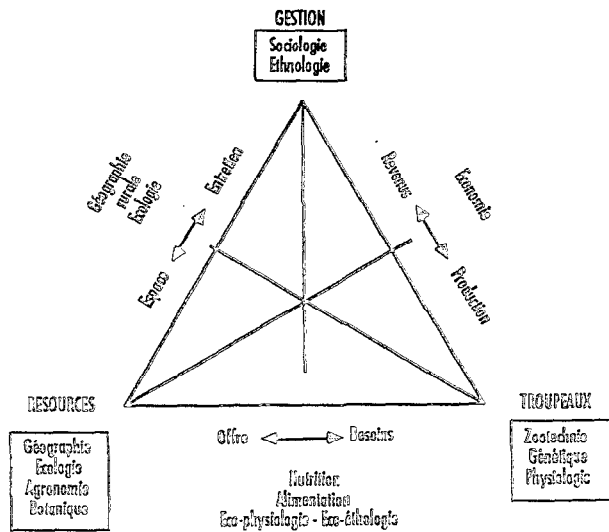 GESTION
Sociologie
Ethnologie
Géographie
rurale
Ecologie
Entretien
Espace
Revenus
Economie
Production
RESOURCES
Géographie
Ecologie
Agronomie
Botanique
Offre
Besoins
Nutrition
Alimentation
Eco-physiologie - Eco-éthologie
TROUPEAUX
Zootechnie
Génétique
Physiologie